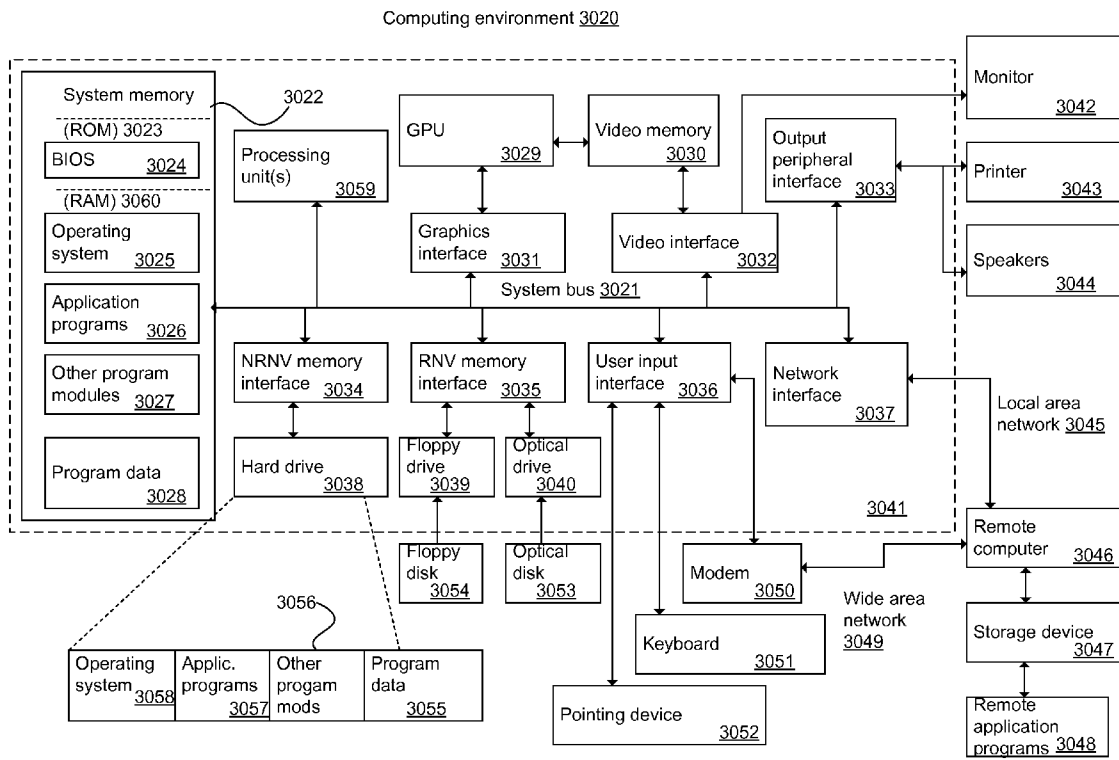 Computing environment 3020
System memory
3022
(ROM) 3023
BIOS
3024
(RAM) 3060
Operating
system
3025
Application
programs
3026
Other program
modules
3027
Program data
3028
Processing
unit(s)
3059
GPU
3029
Video memory
3030
Graphics
interface
3031
Video interface
3032
Output
peripheral
interface
3033
Monitor
3042
Printer
3043
Speakers
3044
System bus 3021
NRNV memory
interface
3034
RNV memory
interface
3035
User input
interface
3036
Network
interface
3037
Local area
network 3045
Hard drive
3038
Floppy
drive
3039
Optical
drive
3040
3041
Floppy
disk
3054
Optical
disk
3053
Modem
3050
Remote
computer
3046
Wide area
network
3049
Storage device
3047
Remote
application
programs 3048
Keyboard
3051
Pointing device
3052
3056
Operating
system
3058
Applic.
programs
3057
Other
progam
mods
Program
data
3055